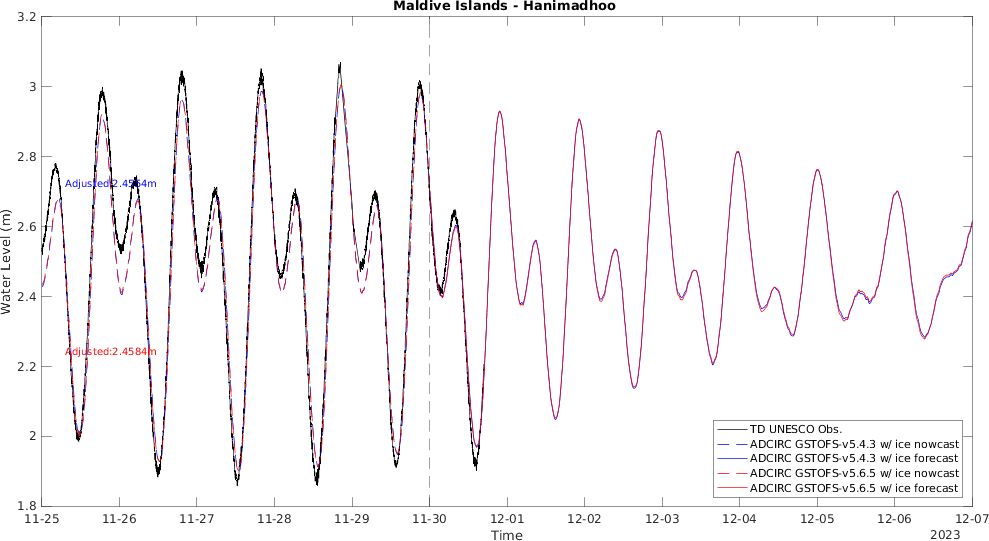 Maldive Islands - Hanimadhoo
3.2
3
2.8
2.6
2.4
2.2
2
1.8
Water Level (m)
Adjusted:2.4564m
Adjusted:2.4584m
TD UNESCO Obs.
ADCIRC GSTOFS-v5.4.3 w/ ice nowcast
ADCIRC GSTOFS-v5.4.3 w/ ice forecast
ADCIRC GSTOFS-v5.6.5 w/ ice nowcast
ADCIRC GSTOFS-v5.6.5 w/ ice forecast
11-25 11-26 11-27 11-28 11-29 11-30 12-01 12-02 12-03 12-04 12-05 12-06 12-07
Time
2023